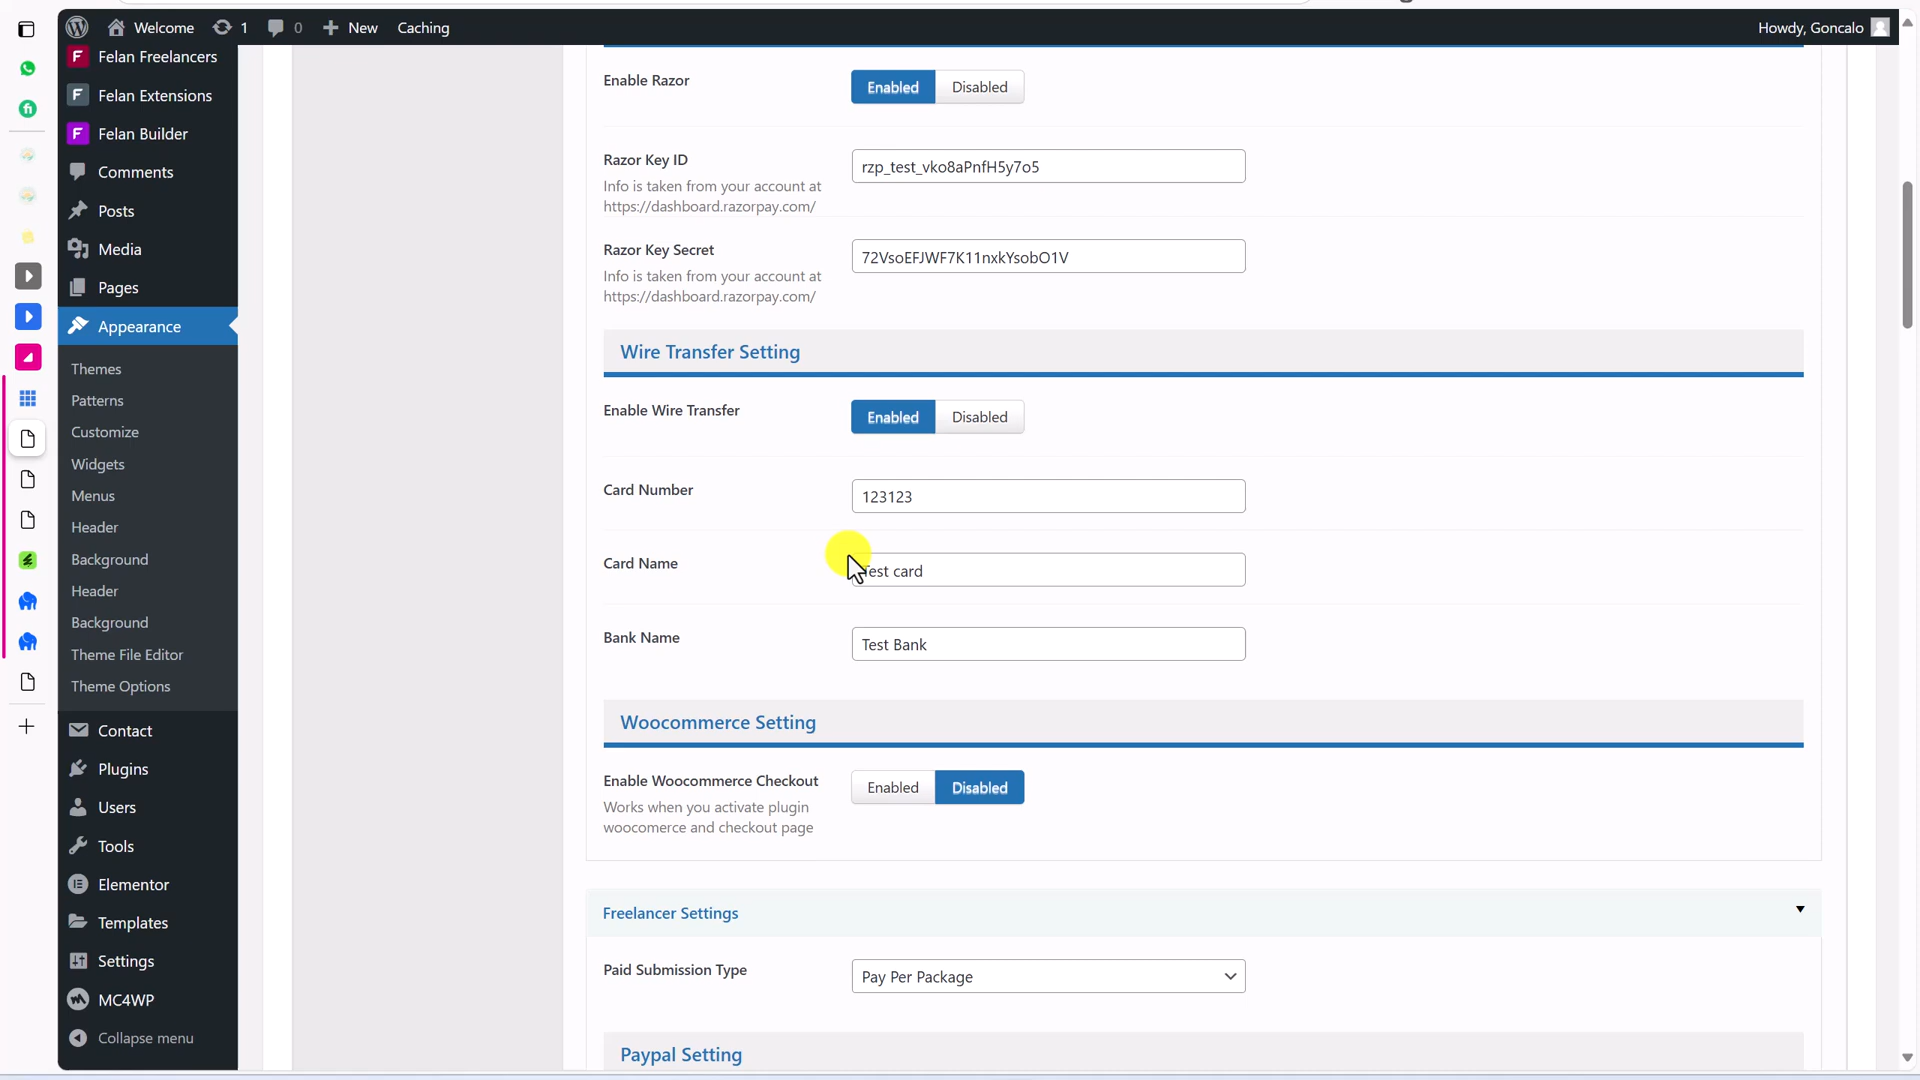 Welcome
1
0
New
Caching
Howdy, Goncalo
Felan Freelancers
Felan Extensions
Felan Builder
Comments
Posts
Media
Pages
Appearance
Themes
Patterns
Customize
Widgets
Menus
Header
Background
Header
Background
Theme File Editor
Theme Options
Contact
Plugins
Users
Tools
Elementor
Templates
Settings
MC4WP
Collapse menu
Enable Razor
Enabled
Disabled
Razor Key ID
Info is taken from your account at
https://dashboard.razorpay.com/
rzp_test_vko8aPnfH5y7o5
Razor Key Secret
Info is taken from your account at
https://dashboard.razorpay.com/
72VsoEFJWF7K11nxkYsobO1V
Wire Transfer Setting
Enable Wire Transfer
Enabled
Disabled
Card Number
123123
Card Name
Test card
Bank Name
Test Bank
Woocommerce Setting
Enable Woocommerce Checkout
Works when you activate plugin
woocomerce and checkout page
Enabled
Disabled
Freelancer Settings
Paid Submission Type
Pay Per Package
Paypal Setting